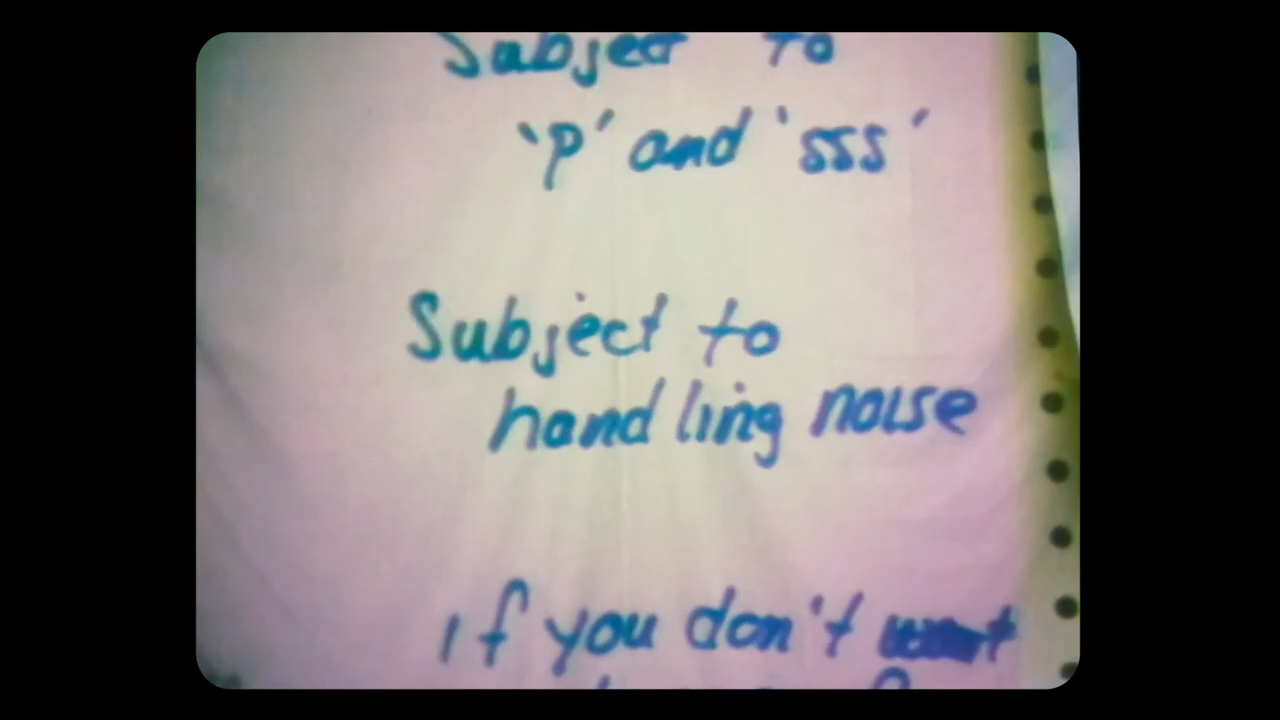 Subject to
'p' and 'sss'
Subject to
handling noise
if you don't